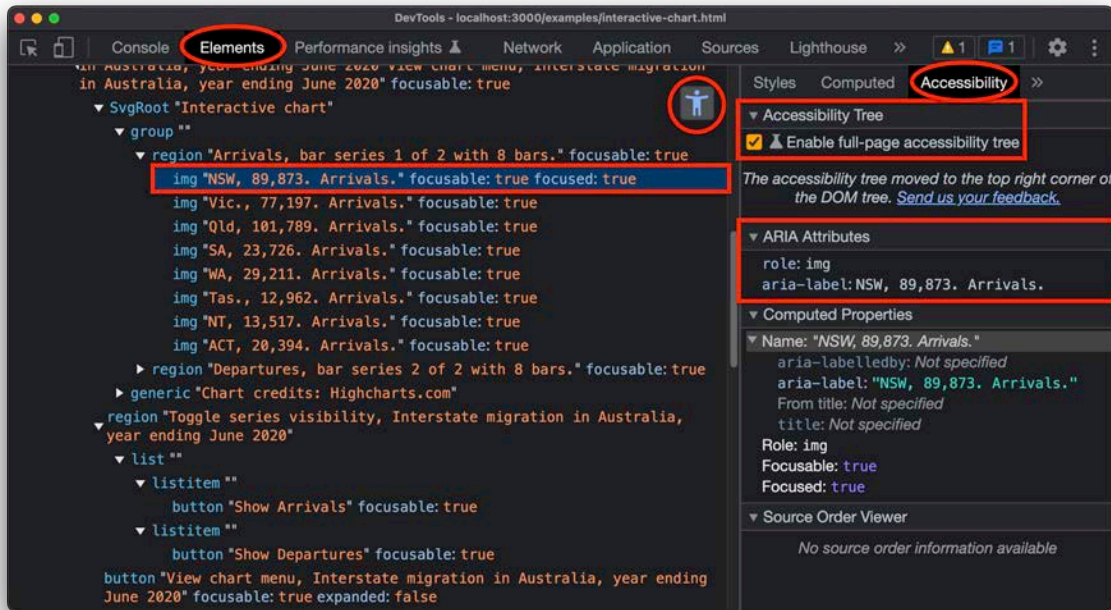 DevTools - localhost:3000/examples/interactive-chart.html
Console Elements Performance insights Network Application Sources Lighthouse » 1 1
in Australia, year ending June 2020 View chart menu, Interstate migration
in Australia, year ending June 2020" focusable: true
SvgRoot "Interactive chart"
group ""
region "Arrivals, bar series 1 of 2 with 8 bars." focusable: true
img "NSW, 89,873. Arrivals." focusable: true focused: true
img "Vic., 77,197. Arrivals." focusable: true
img "Qld, 101,789. Arrivals." focusable: true
img "SA, 23,726. Arrivals." focusable: true
img "WA, 29,211. Arrivals." focusable: true
img "Tas., 12,962. Arrivals." focusable: true
img "NT, 13,517. Arrivals." focusable: true
img "ACT, 20,394. Arrivals." focusable: true
region "Departures, bar series 2 of 2 with 8 bars." focusable: true
generic "Chart credits: Highcharts.com"
region "Toggle series visibility, Interstate migration in Australia,
year ending June 2020"
list ""
listitem ""
button "Show Arrivals" focusable: true
listitem ""
button "Show Departures" focusable: true
button "View chart menu, Interstate migration in Australia, year ending
June 2020" focusable: true expanded: false
Styles Computed Accessibility »
Accessibility Tree
Enable full-page accessibility tree
The accessibility tree moved to the top right corner of
the DOM tree. Send us your feedback.
ARIA Attributes
role: img
aria-label: NSW, 89,873. Arrivals.
Computed Properties
Name: "NSW, 89,873. Arrivals."
aria-labelledby: Not specified
aria-label: "NSW, 89,873. Arrivals."
From title: Not specified
title: Not specified
Role: img
Focusable: true
Focused: true
Source Order Viewer
No source order information available